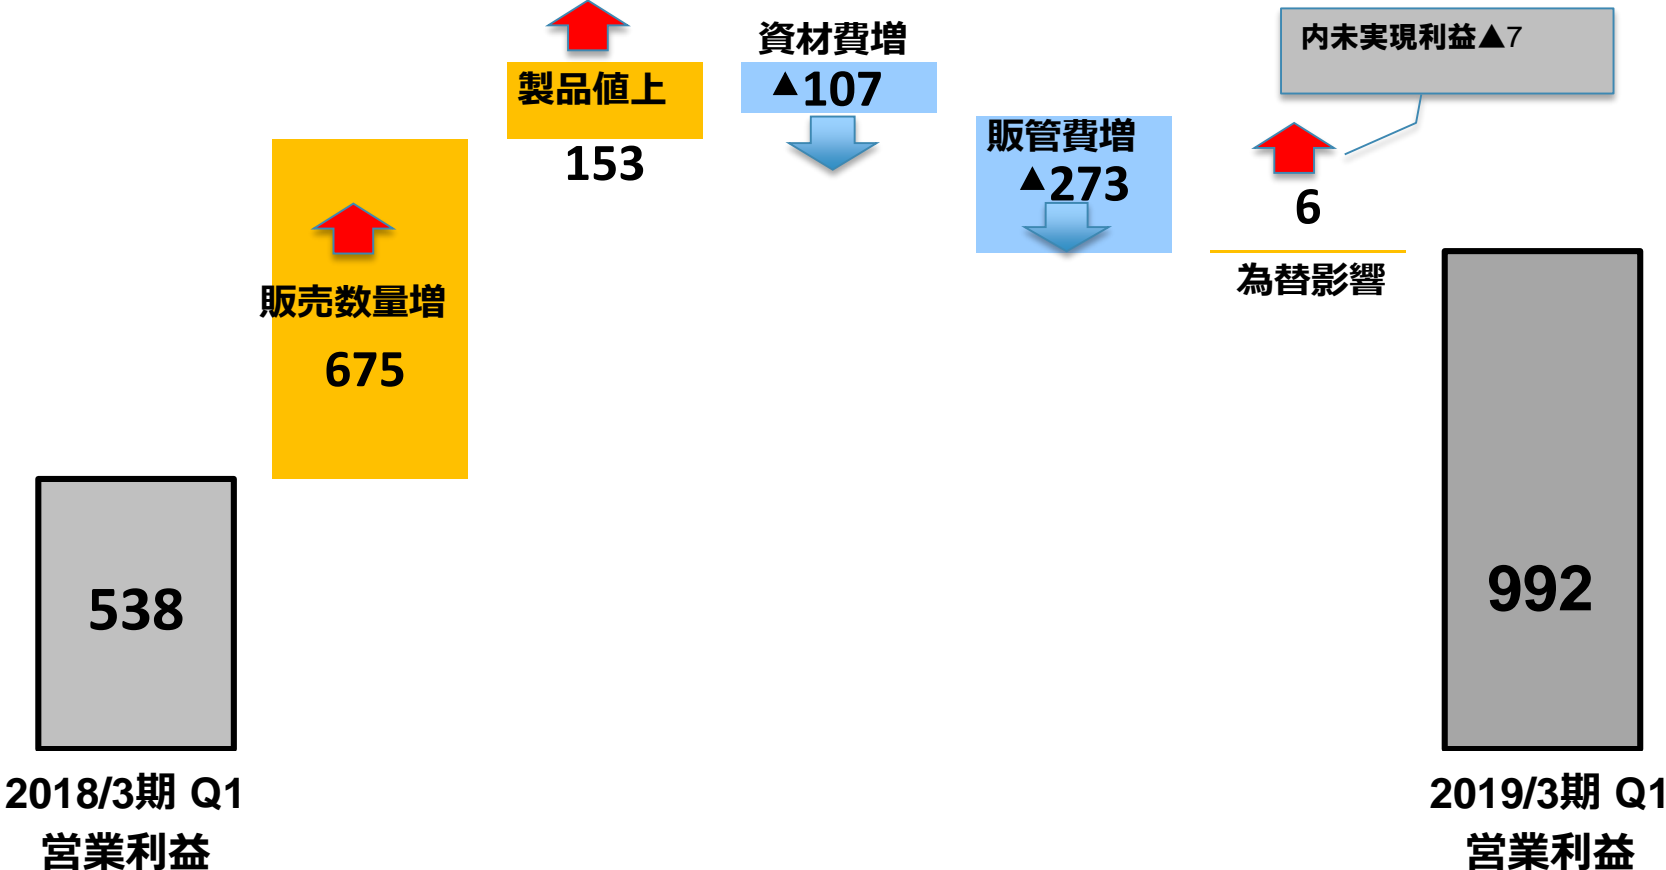 538
2018/3期 Q1
営業利益
販売数量増
675
製品値上
153
資材費増
▲107
販管費増
▲273
内未実現利益▲7
6
為替影響
992
2019/3期 Q1
営業利益